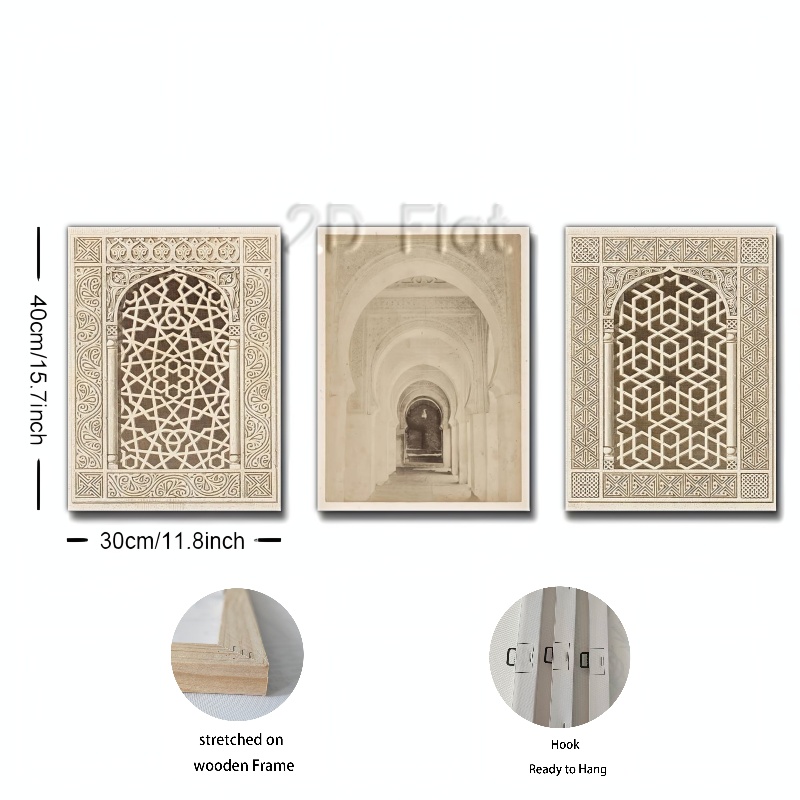 2D Flat
40cm/15.7inch
30cm/11.8inch
stretched on
wooden Frame
Hook
Ready to Hang